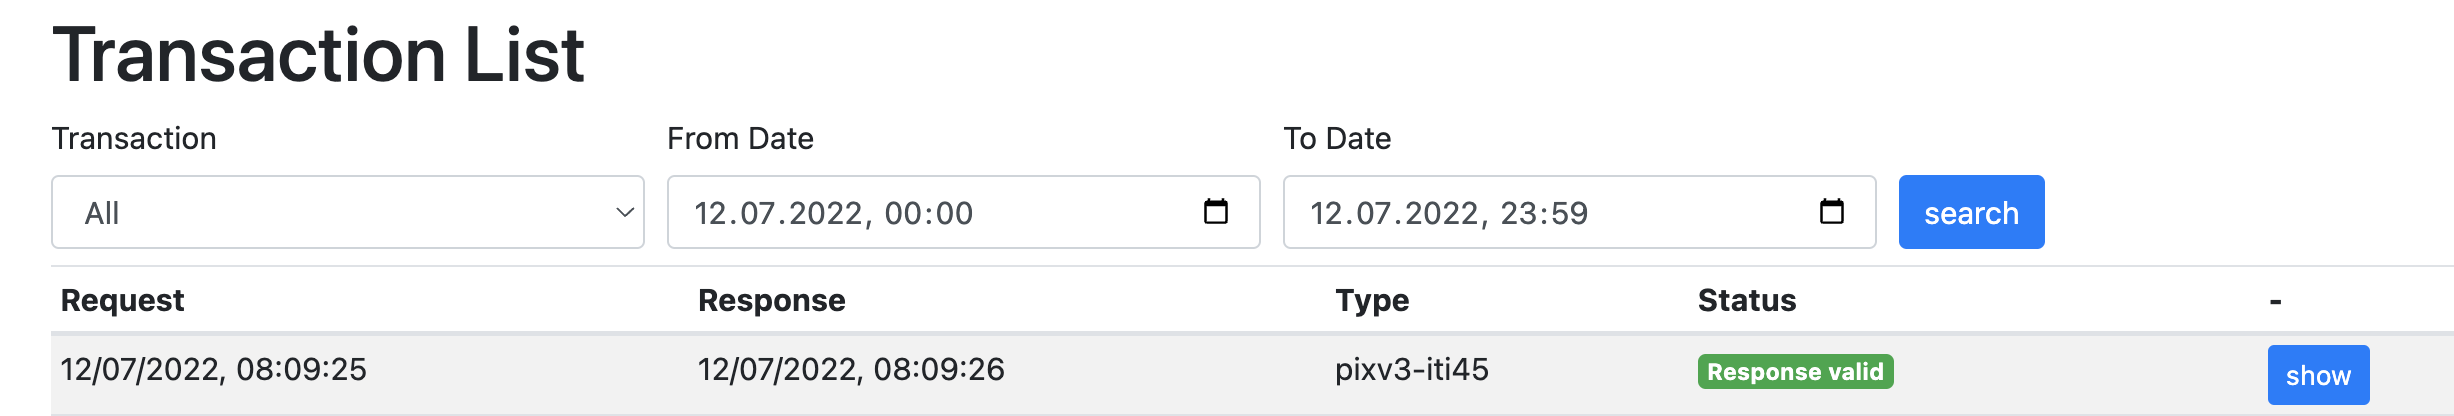 Transaction List
Transaction From Date To Date
All 12.07.2022, 00:00 12.07.2022, 23:59 search
Request Response Type Status -
12/07/2022, 08:09:25 12/07/2022, 08:09:26 pixv3-iti45 Response valid show